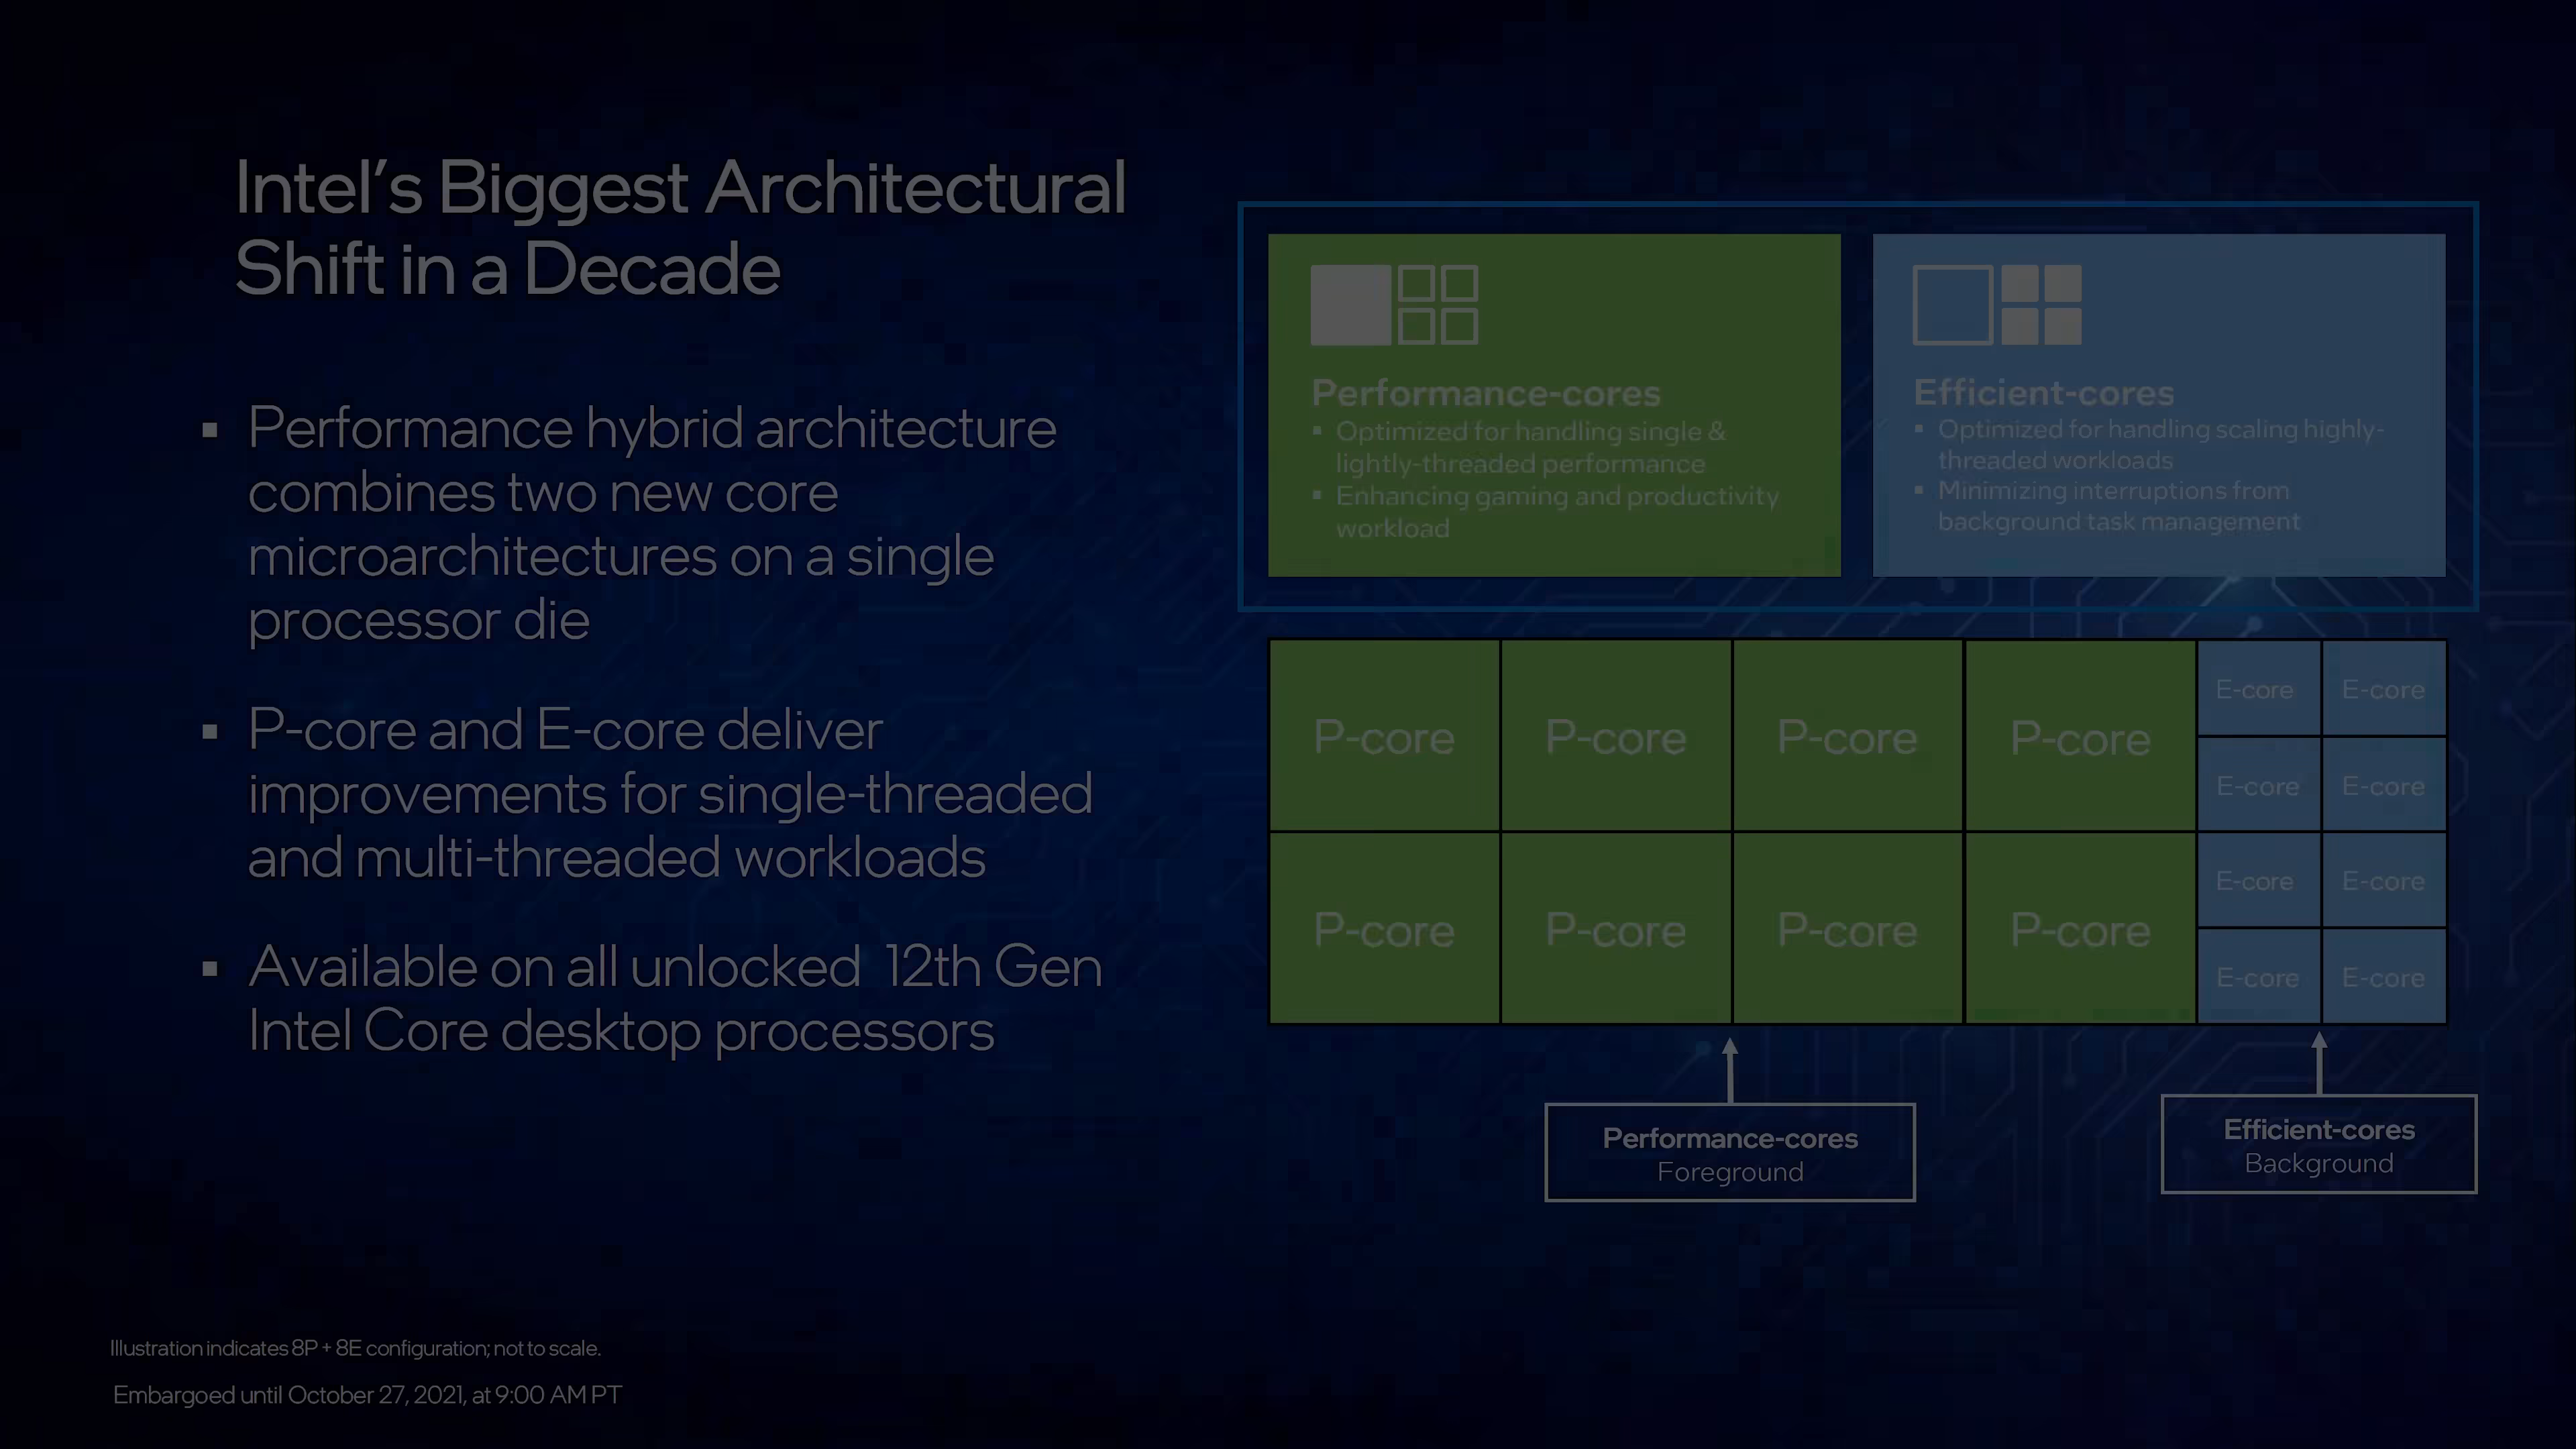 Intel's Biggest Architectural
Shift in a Decade
▪ Performance hybrid architecture
combines two new core
microarchitectures on a single
processor die
▪ P-core and E-core deliver
improvements for single-threaded
and multi-threaded workloads
▪ Available on all unlocked 12th Gen
Intel Core desktop processors
Performance-cores
▪ Optimized for handling single &
lightly-threaded performance
▪ Enhancing gaming and productivity
workload
Efficient-cores
▪ Optimized for handling scaling highly-
threaded workloads
▪ Minimizing interruptions from
background task management
P-core P-core P-core P-core
E-core E-core
E-core E-core
P-core P-core P-core P-core
E-core E-core
E-core E-core
Performance-cores
Foreground
Efficient-cores
Background
Illustration indicates 8P + 8E configuration; not to scale.
Embargoed until October 27, 2021, at 9:00 AM PT